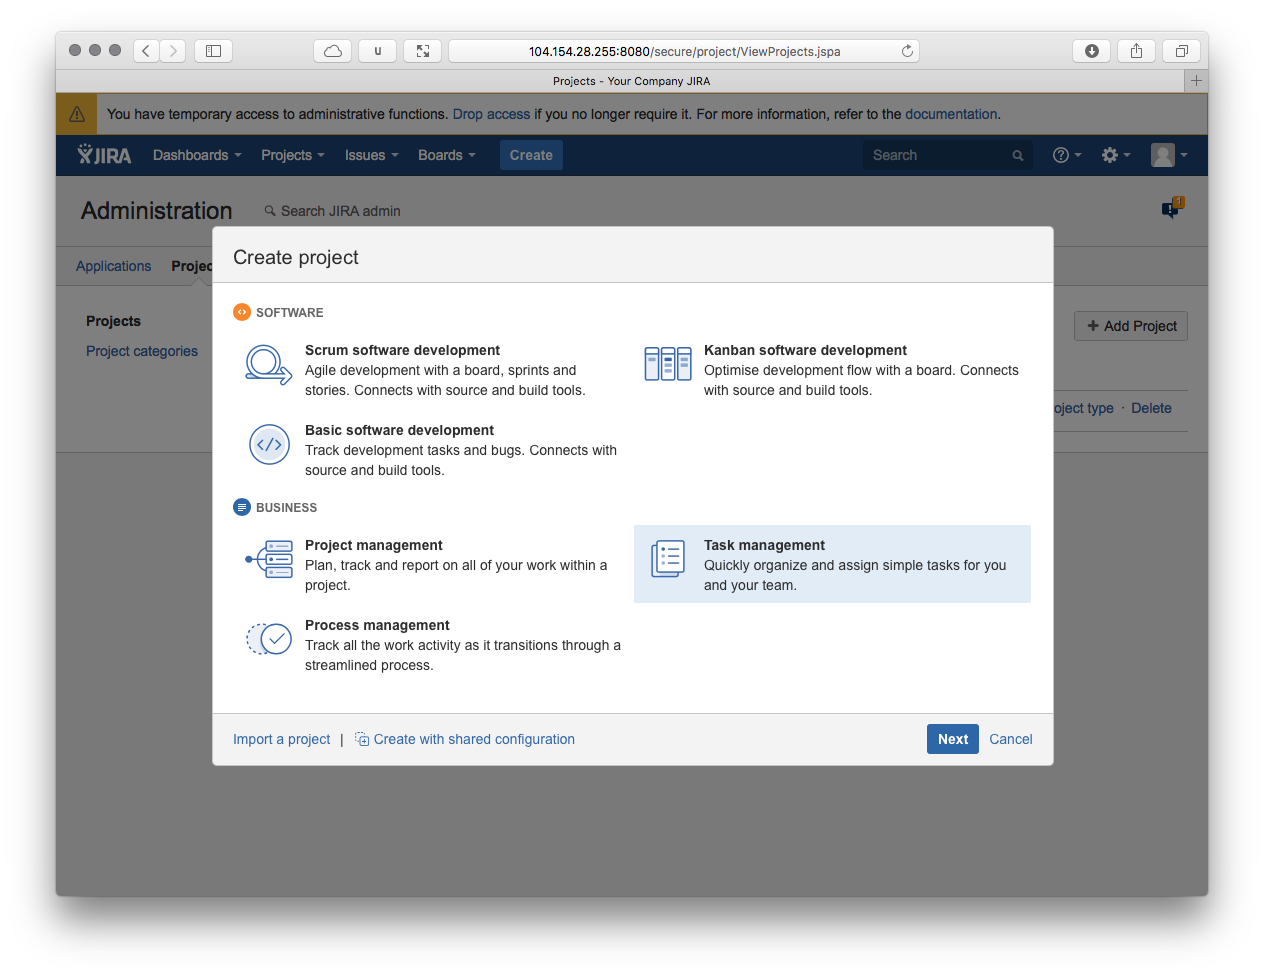 u
104.154.28.255:8080/secure/project/ViewProjects.jspa
Projects - Your Company JIRA
You have temporary access to administrative functions. Drop access if you no longer require it. For more information, refer to the documentation.
JIRA Dashboards Projects Issues Boards Create Search
Administration Search JIRA admin 1
Applications Projec
Create project
Projects
Project categories
+ Add Project
oject type · Delete
SOFTWARE
Scrum software development
Agile development with a board, sprints and
stories. Connects with source and build tools.
Kanban software development
Optimise development flow with a board. Connects
with source and build tools.
Basic software development
Track development tasks and bugs. Connects with
source and build tools.
BUSINESS
Project management
Plan, track and report on all of your work within a
project.
Task management
Quickly organize and assign simple tasks for you
and your team.
Process management
Track all the work activity as it transitions through a
streamlined process.
Import a project | Create with shared configuration
Next Cancel